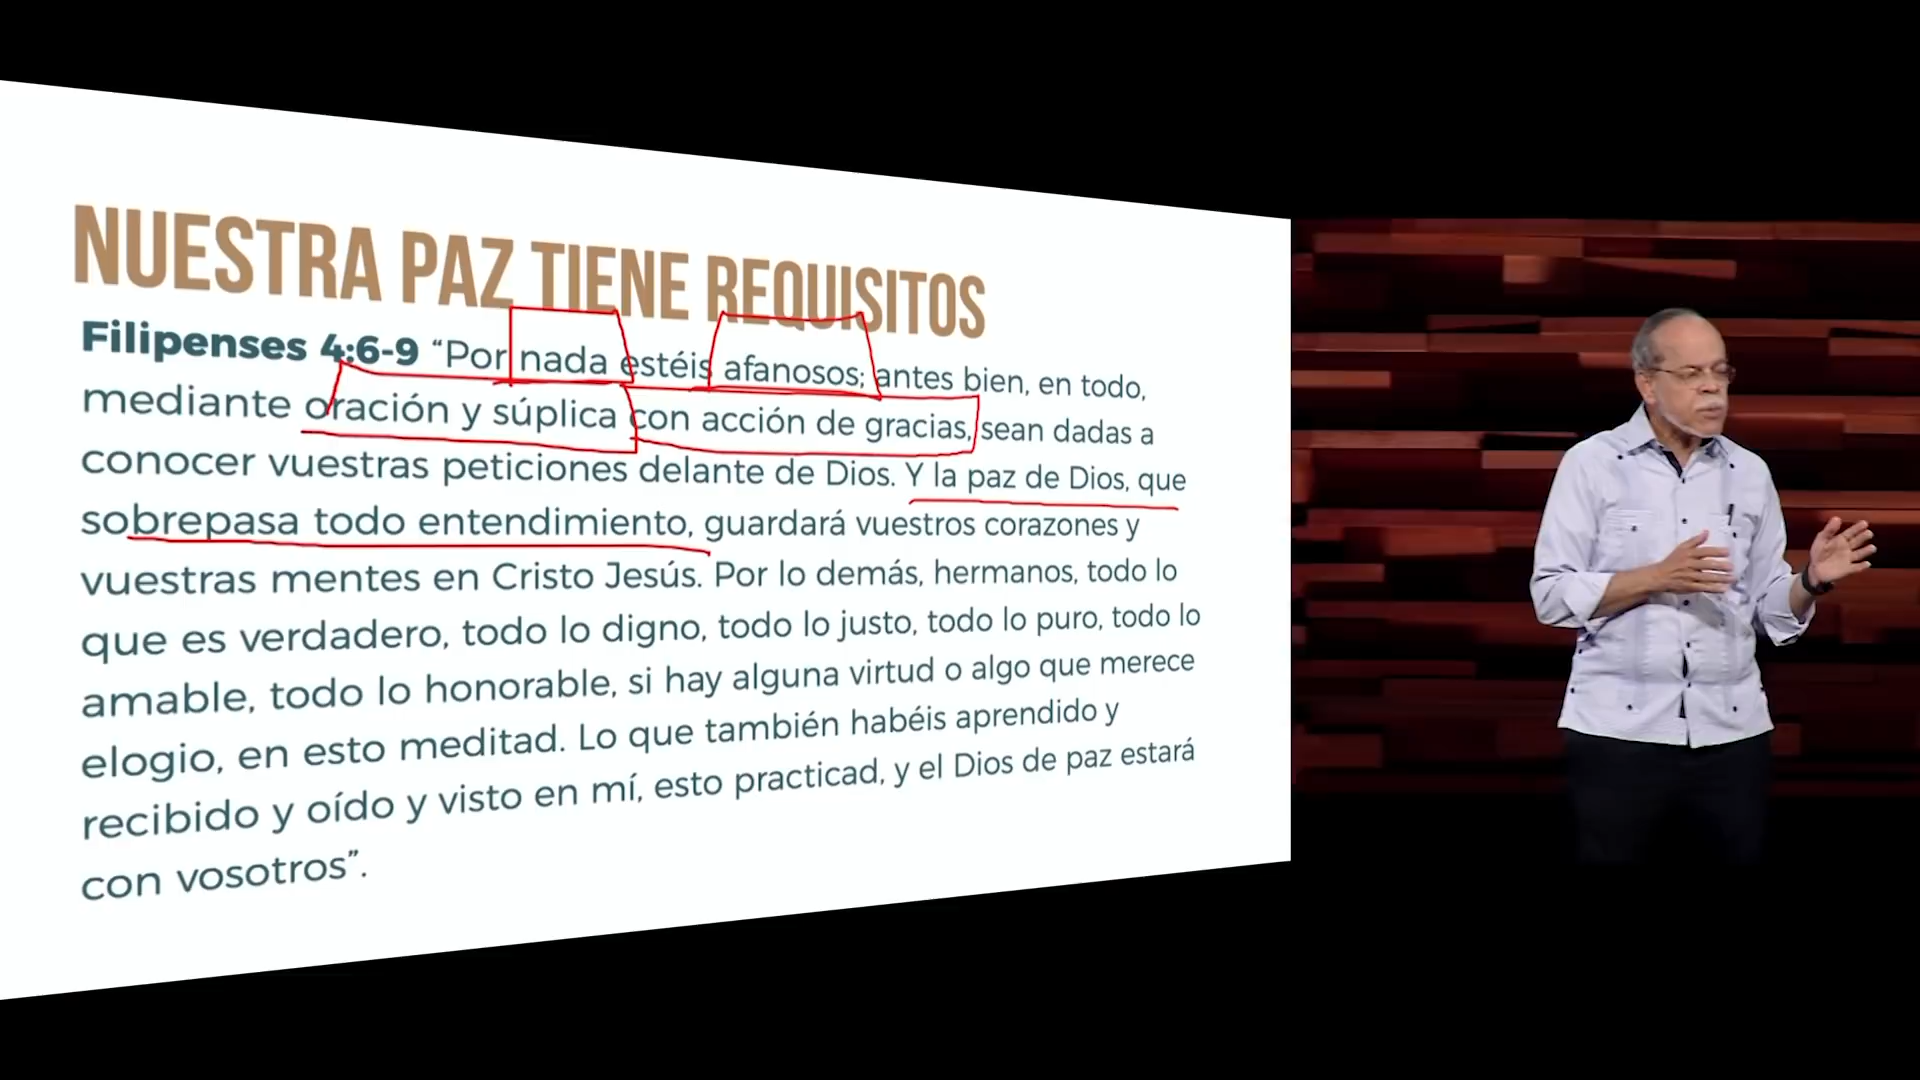 NUESTRA PAZ TIENE REQUISITOS
Filipenses 4:6-9 “Por nada estéis afanosos; antes bien, en todo,
mediante oración y súplica con acción de gracias, sean dadas a
conocer vuestras peticiones delante de Dios. Y la paz de Dios, que
sobrepasa todo entendimiento, guardará vuestros corazones y
vuestras mentes en Cristo Jesús. Por lo demás, hermanos, todo lo
que es verdadero, todo lo digno, todo lo justo, todo lo puro, todo lo
amable, todo lo honorable, si hay alguna virtud o algo que merece
elogio, en esto meditad. Lo que también habéis aprendido y
recibido y oído y visto en mí, esto practicad, y el Dios de paz estará
con vosotros”.